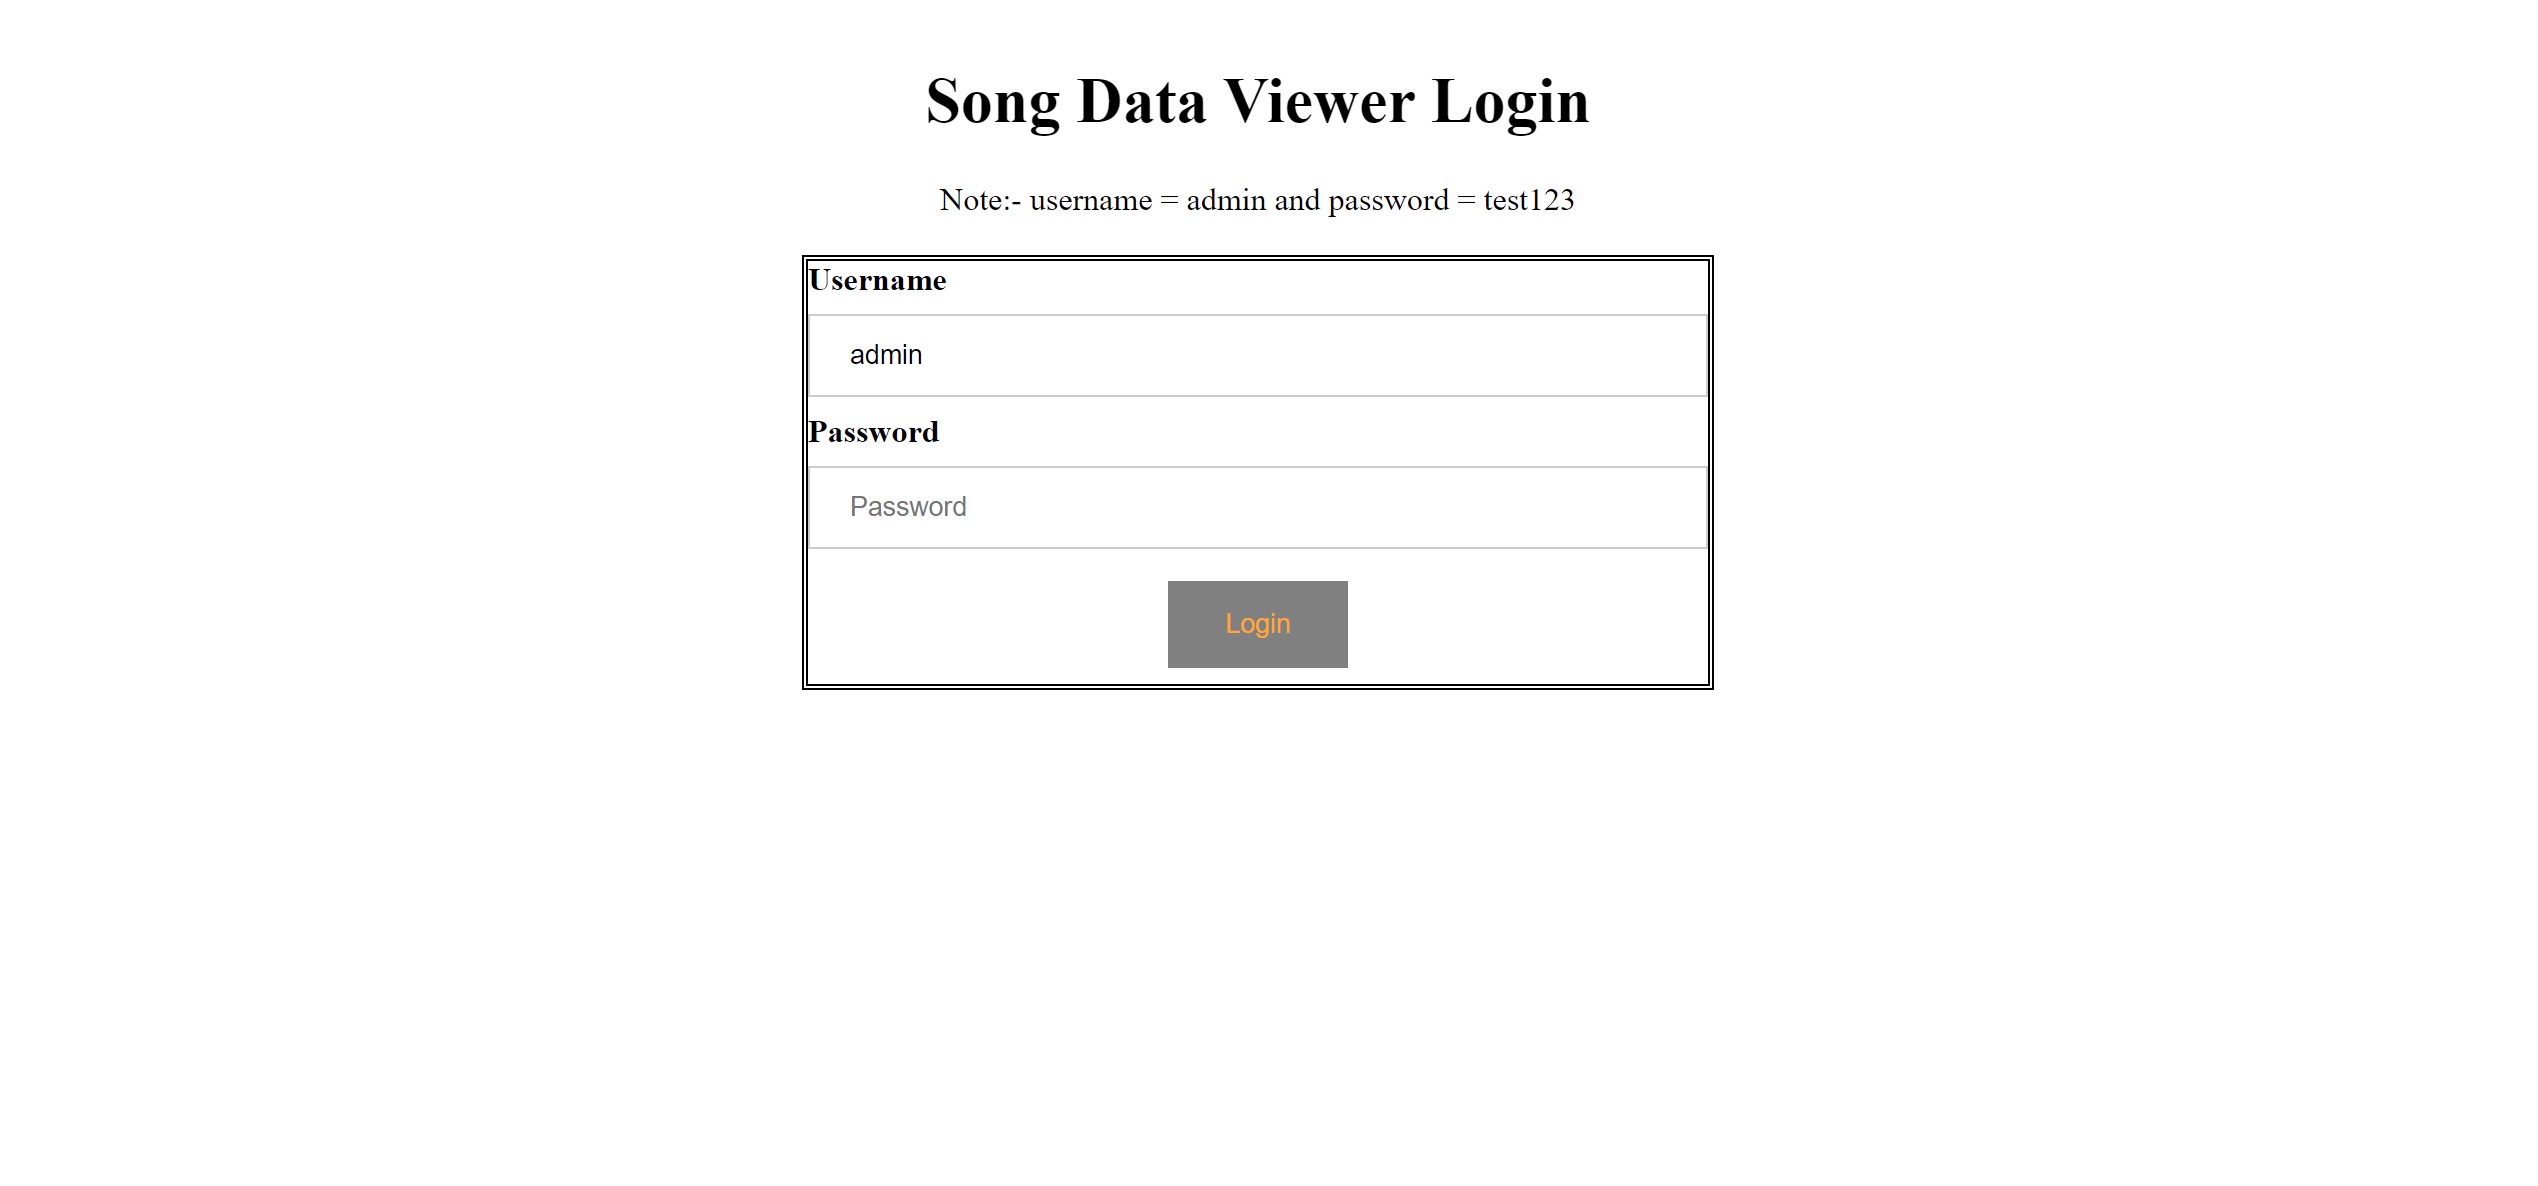 Song Data Viewer Login
Note:- username = admin and password = test123
Username
admin
Password
Password
Login